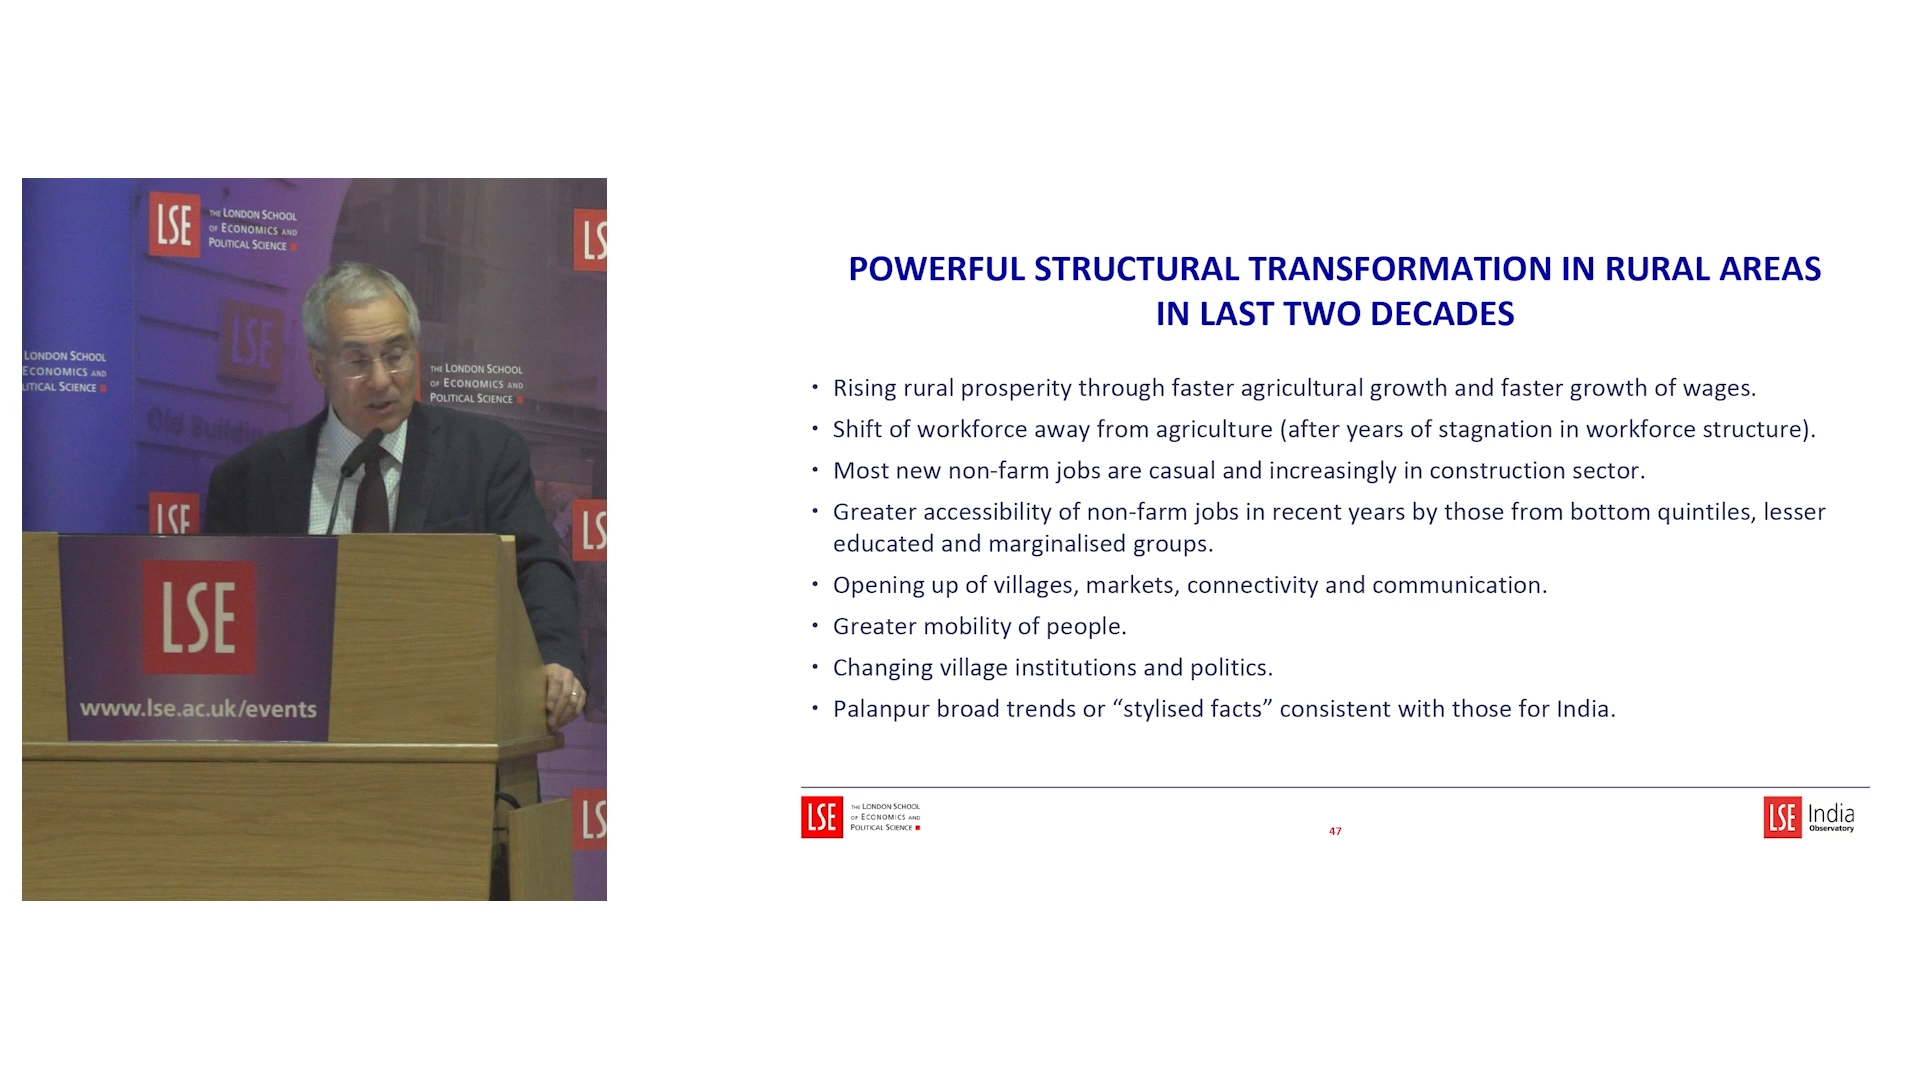 LSE
THE LONDON SCHOOL
OF ECONOMICS AND
POLITICAL SCIENCE
LSE
LONDON SCHOOL
ECONOMICS AND
LITICAL SCIENCE
THE LONDON SCHOOL
OF ECONOMICS AND
POLITICAL SCIENCE
Old Building
LSE
LSE
www.lse.ac.uk/events
POWERFUL STRUCTURAL TRANSFORMATION IN RURAL AREAS
IN LAST TWO DECADES
• Rising rural prosperity through faster agricultural growth and faster growth of wages.
• Shift of workforce away from agriculture (after years of stagnation in workforce structure).
• Most new non-farm jobs are casual and increasingly in construction sector.
• Greater accessibility of non-farm jobs in recent years by those from bottom quintiles, lesser
educated and marginalised groups.
• Opening up of villages, markets, connectivity and communication.
• Greater mobility of people.
• Changing village institutions and politics.
• Palanpur broad trends or “stylised facts” consistent with those for India.
LSE
THE LONDON SCHOOL
OF ECONOMICS AND
POLITICAL SCIENCE
47
LSE India
Observatory